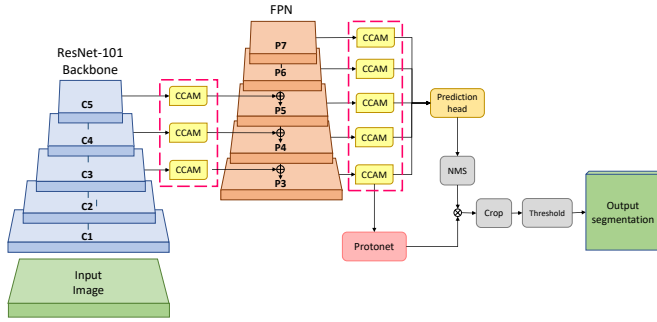 FPN
ResNet-101
Backbone
P7
P6
P5
P4
P3
C5
C4
C3
C2
C1
CCAM
CCAM
CCAM
CCAM
CCAM
CCAM
CCAM
CCAM
Prediction
head
NMS
Crop
Threshold
Output
segmentation
Protonet
Input
Image